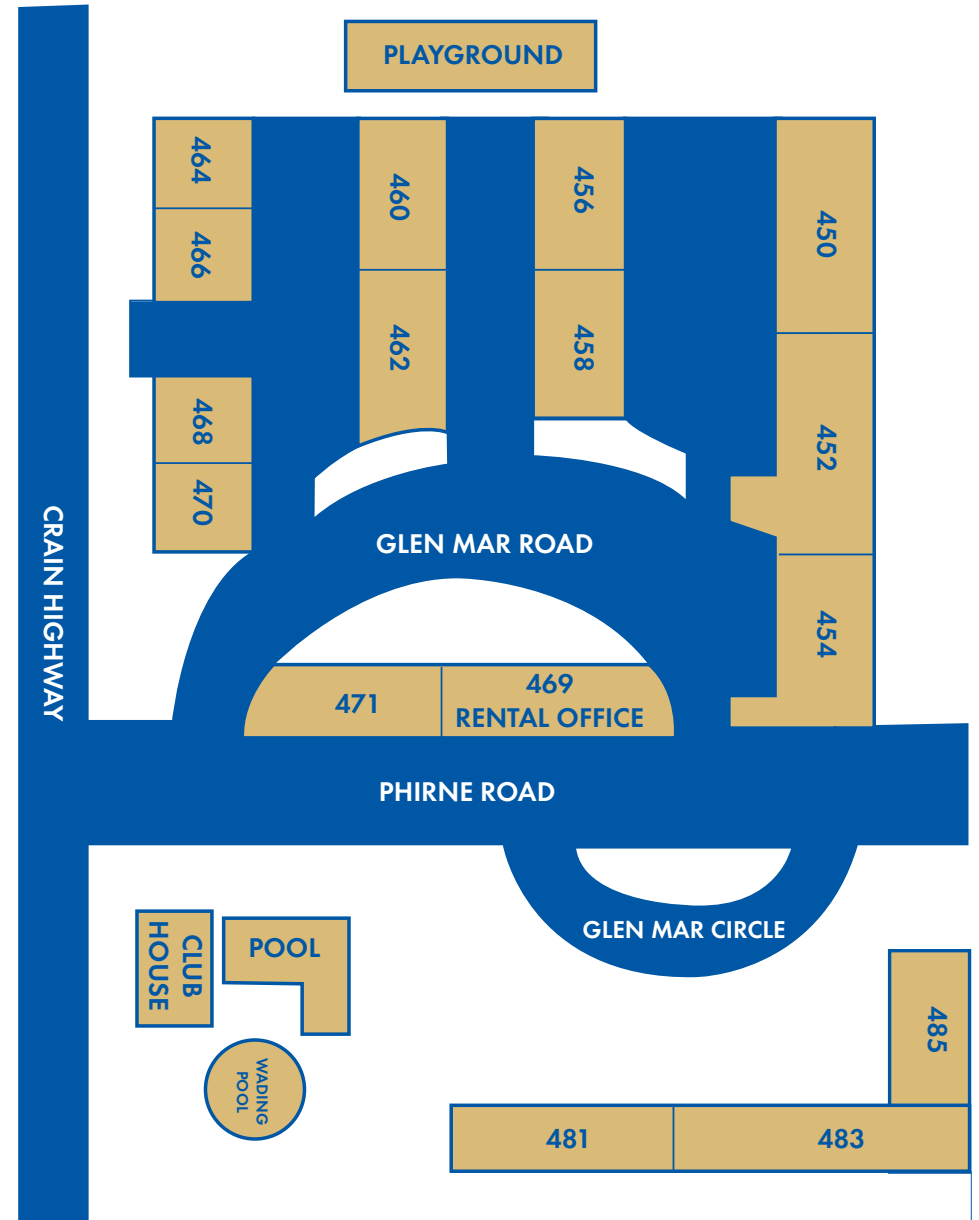 PLAYGROUND
464
460
456
450
466
462
458
468
452
470
CRAIN HIGHWAY
GLEN MAR ROAD
454
471
469
RENTAL OFFICE
PHIRNE ROAD
GLEN MAR CIRCLE
CLUB
HOUSE
POOL
WADING
POOL
485
481
483